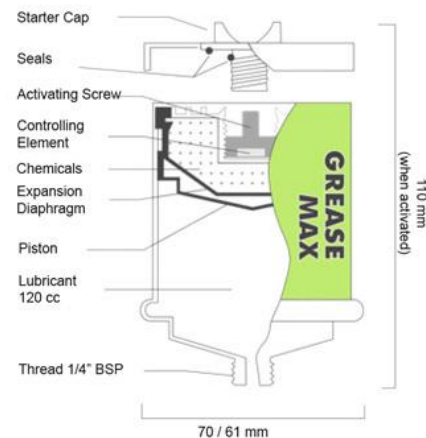 Starter Cap
Seals
Activating Screw
Controlling
Element
Chemicals
Expansion
Diaphragm
Piston
Lubricant
120 cc
Thread 1/4" BSP
GREASE
MAX
110 mm
(when activated)
70 / 61 mm